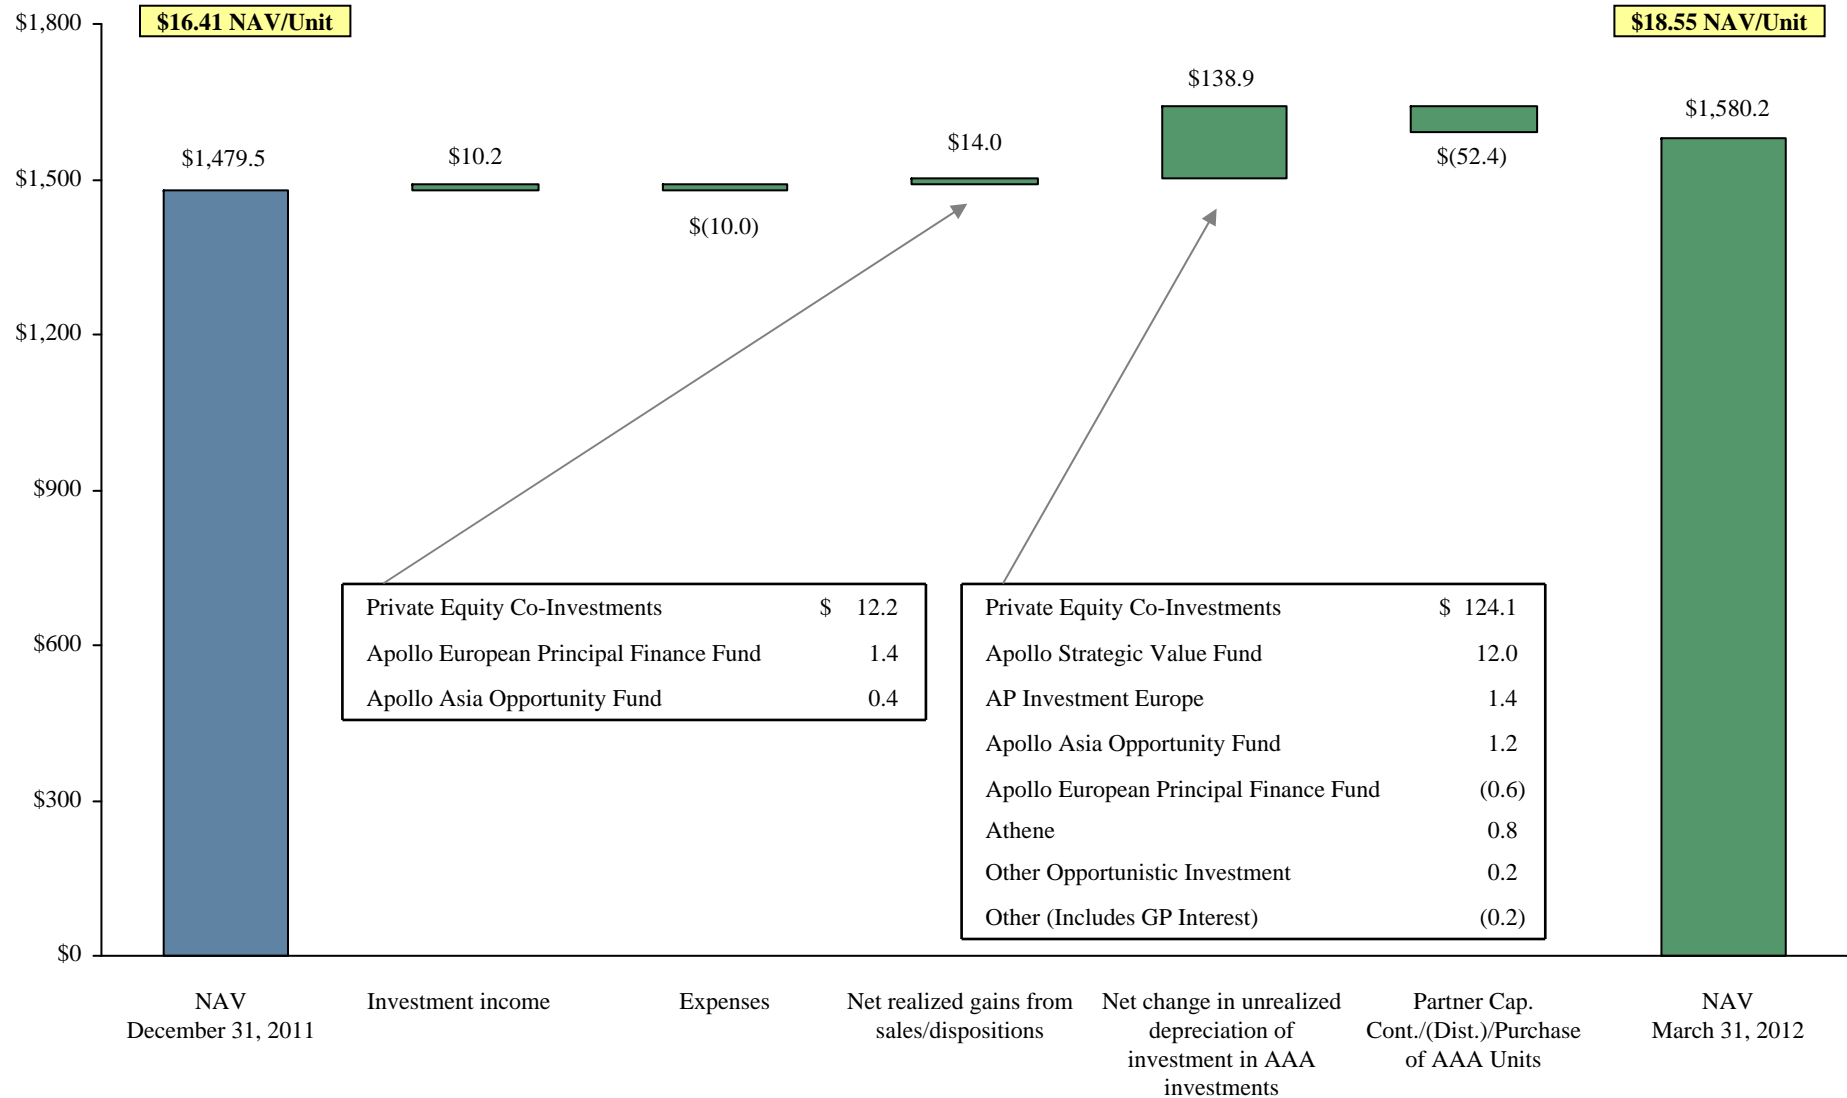 $16.41 NAV/Unit
$18.55 NAV/Unit
$1,800
$1,500
$1,200
$900
$600
$300
$0
$1,479.5
$10.2
$(10.0)
$14.0
$138.9
$(52.4)
$1,580.2
Private Equity Co-Investments $ 12.2
Apollo European Principal Finance Fund 1.4
Apollo Asia Opportunity Fund 0.4
Private Equity Co-Investments $ 124.1
Apollo Strategic Value Fund 12.0
AP Investment Europe 1.4
Apollo Asia Opportunity Fund 1.2
Apollo European Principal Finance Fund (0.6)
Athene 0.8
Other Opportunistic Investment 0.2
Other (Includes GP Interest) (0.2)
NAV
December 31, 2011
Investment income
Expenses
Net realized gains from
sales/dispositions
Net change in unrealized
depreciation of
investment in AAA
investments
Partner Cap.
Cont./(Dist.)/Purchase
of AAA Units
NAV
March 31, 2012